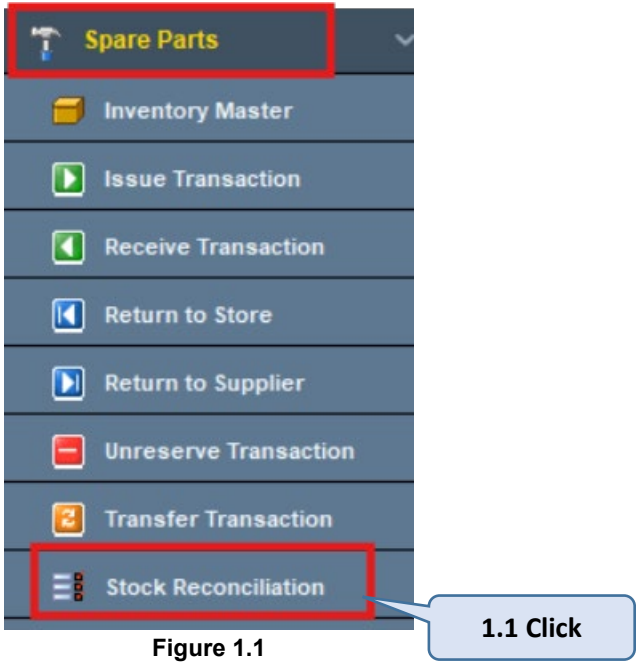 Spare Parts
Inventory Master
Issue Transaction
Receive Transaction
Return to Store
Return to Supplier
Unreserve Transaction
Transfer Transaction
Stock Reconciliation
1.1 Click
Figure 1.1